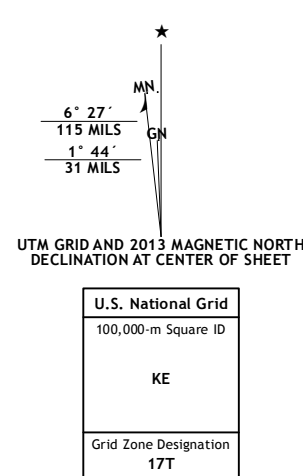 ★
MN.
6° 27´
115 MILS
GN
1° 44´
31 MILS
UTM GRID AND 2013 MAGNETIC NORTH
DECLINATION AT CENTER OF SHEET
U.S. National Grid
100,000-m Square ID
KE
Grid Zone Designation
17T